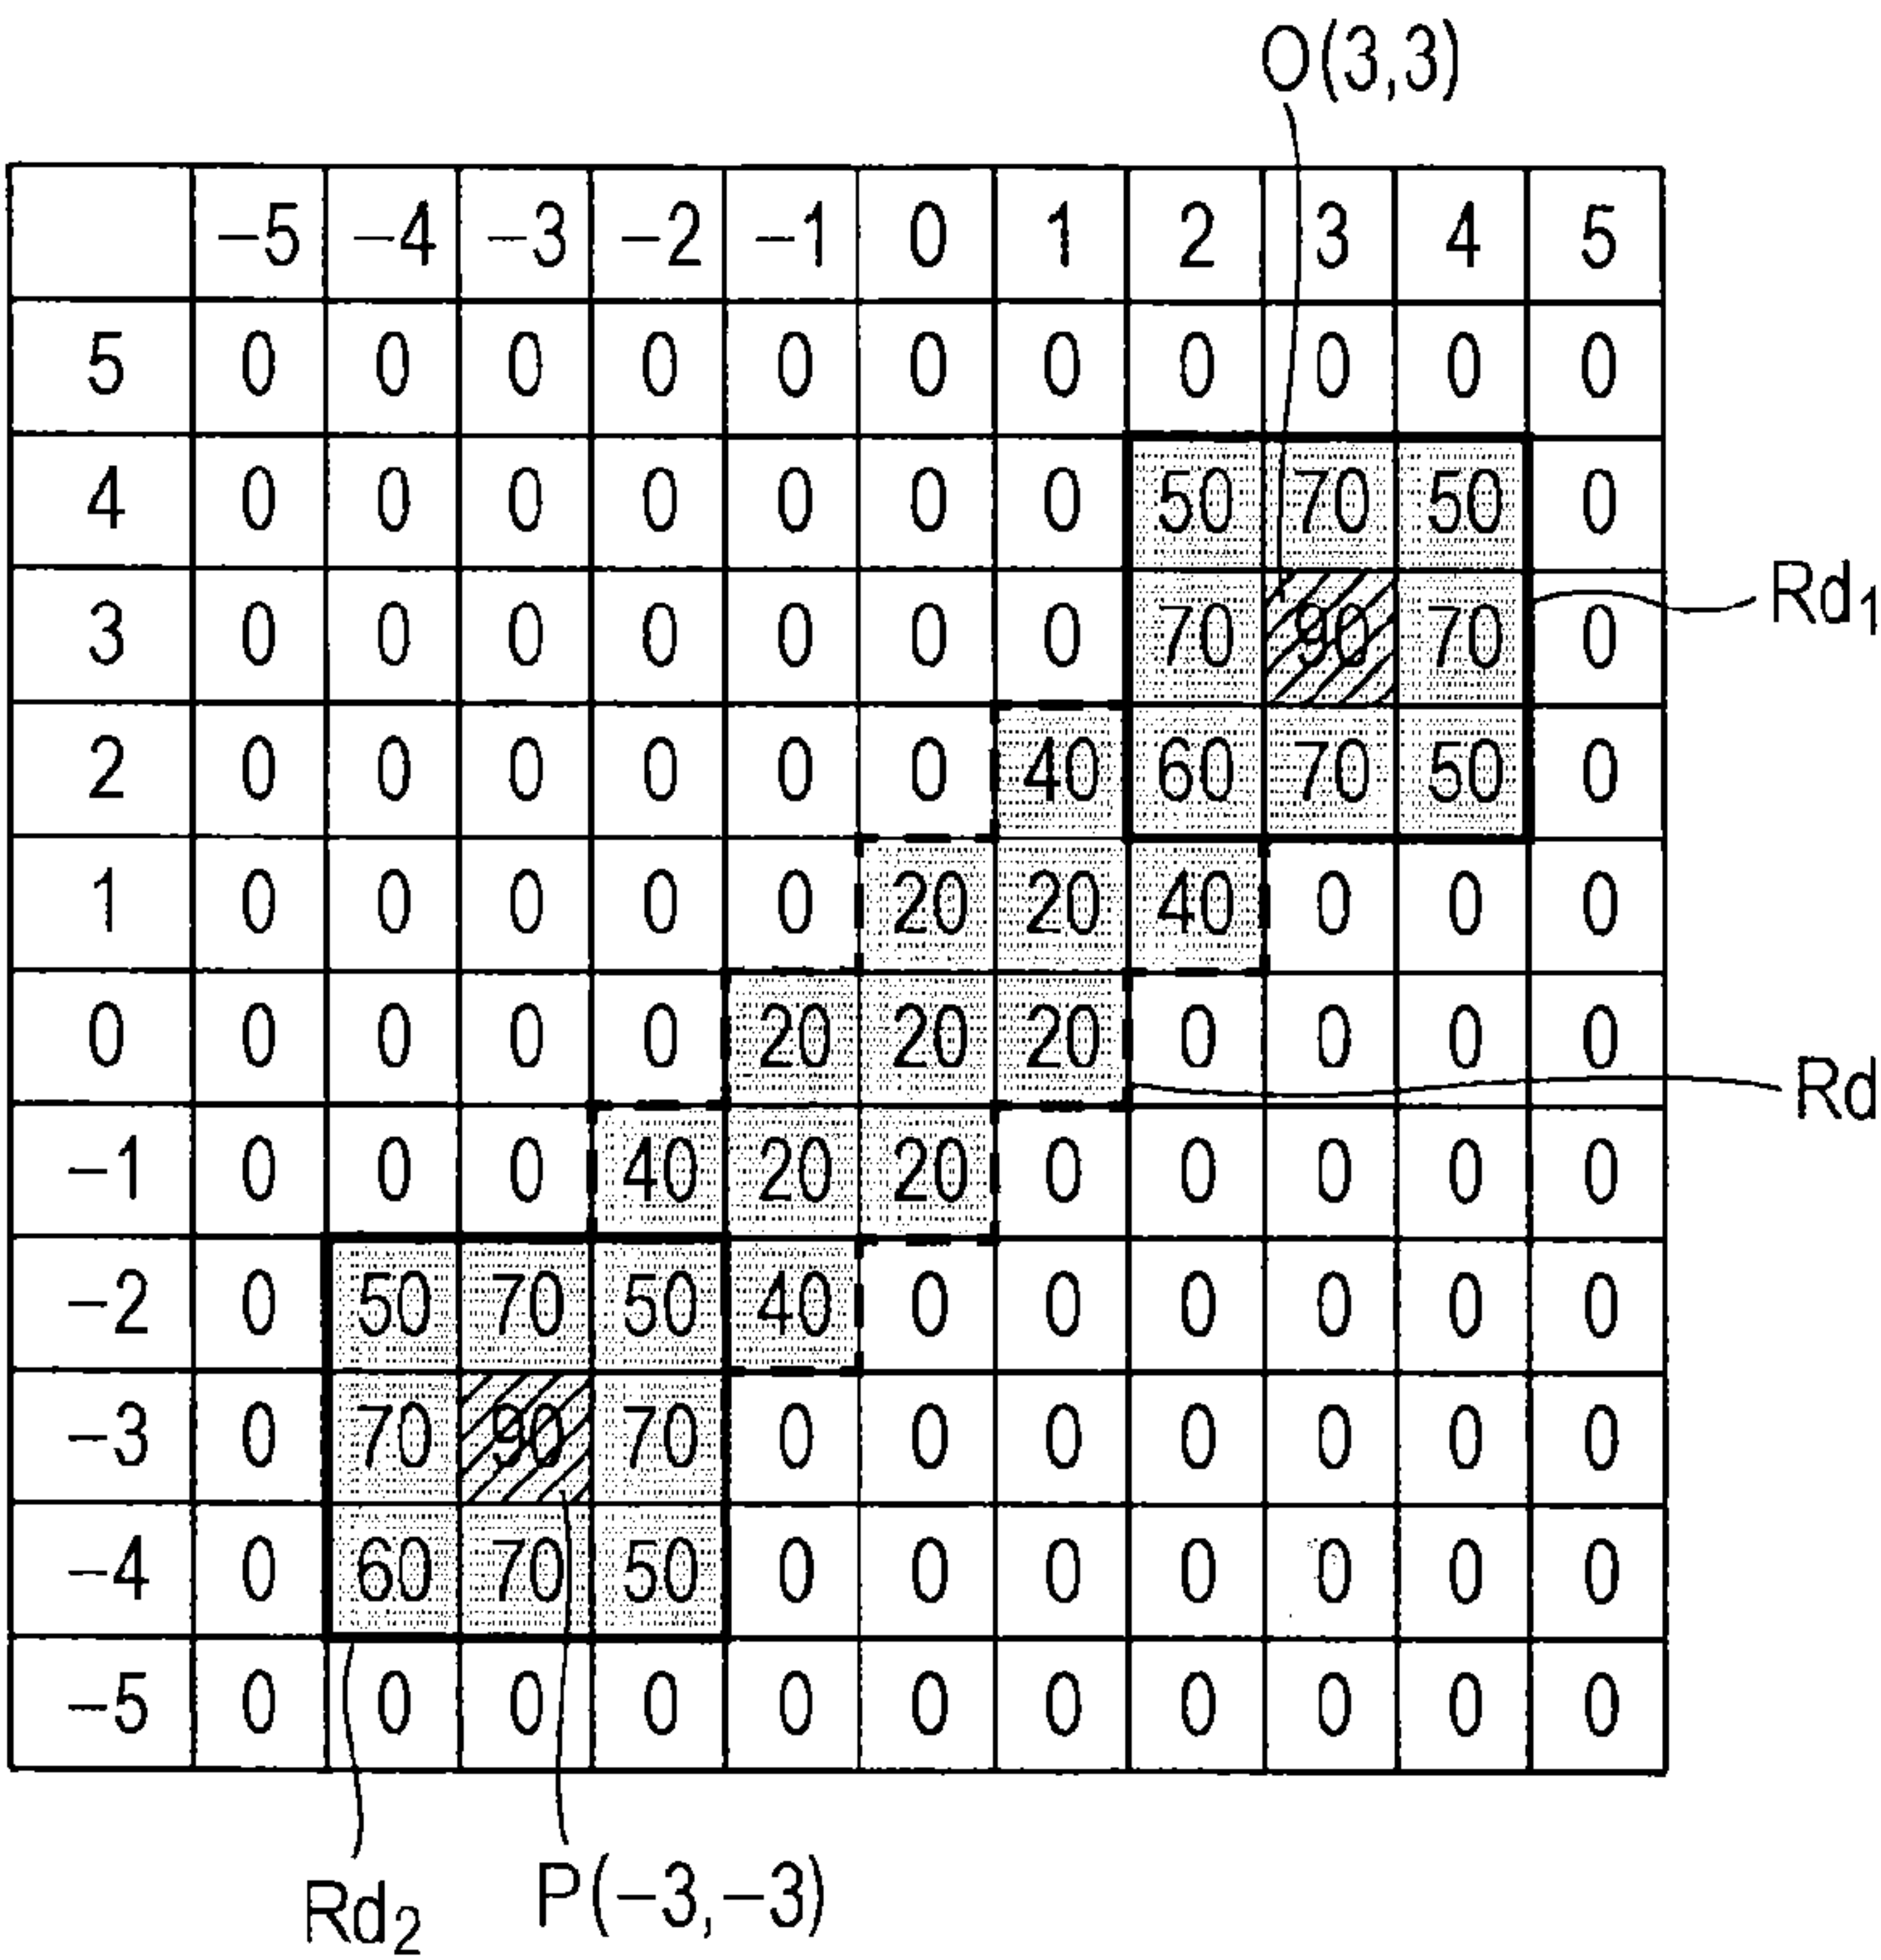 O(3,3)
−5 −4 −3 −2 −1 0 1 2 3 4 5
5 0 0 0 0 0 0 0 0 0 0 0
4 0 0 0 0 0 0 0 50 70 50 0
3 0 0 0 0 0 0 0 70 90 70 0
Rd1
2 0 0 0 0 0 0 40 60 70 50 0
1 0 0 0 0 0 20 20 40 0 0 0
0 0 0 0 0 20 20 20 0 0 0 0
Rd
−1 0 0 0 40 20 20 0 0 0 0 0
−2 0 50 70 50 40 0 0 0 0 0 0
−3 0 70 90 70 0 0 0 0 0 0 0
−4 0 60 70 50 0 0 0 0 0 0 0
−5 0 0 0 0 0 0 0 0 0 0 0
Rd2 P(−3,−3)